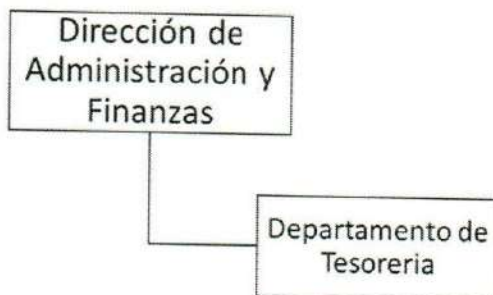 Dirección de
Administración y
Finanzas
Departamento de
Tesoreria